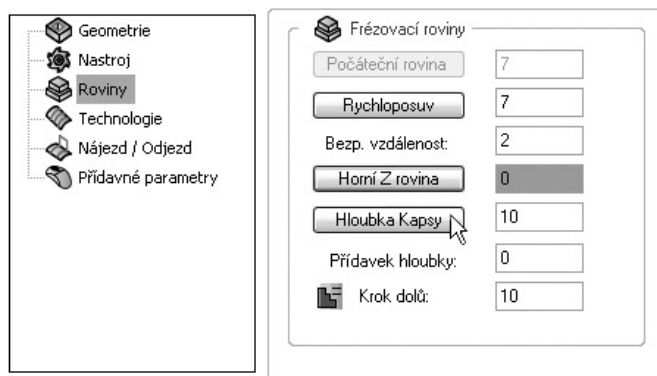 Geometrie
Nastroj
Roviny
Technologie
Nájezd / Odjezd
Přídavné parametry
Frézovací roviny
Počáteční rovina 7
Rychloposuv 7
Bezp. vzdálenost: 2
Horní Z rovina 0
Hloubka Kapsy 10
Přídavek hloubky: 0
Krok dolů: 10